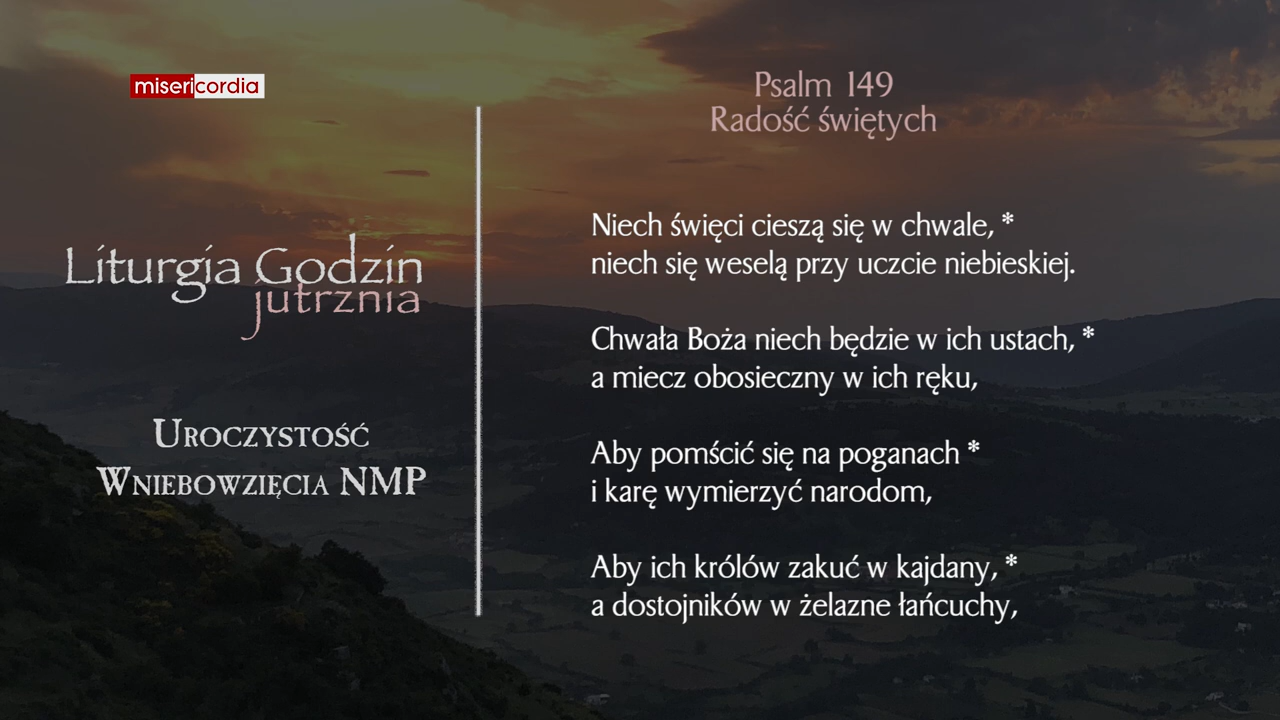 misericordia
Liturgia Godzin
jutrznia
Uroczystość
Wniebowzięcia NMP
Psalm 149
Radość świętych
Niech święci cieszą się w chwale, *
niech się weselą przy uczcie niebieskiej.
Chwała Boża niech będzie w ich ustach, *
a miecz obosieczny w ich ręku,
Aby pomścić się na poganach *
i karę wymierzyć narodom,
Aby ich królów zakuć w kajdany, *
a dostojników w żelazne łańcuchy,